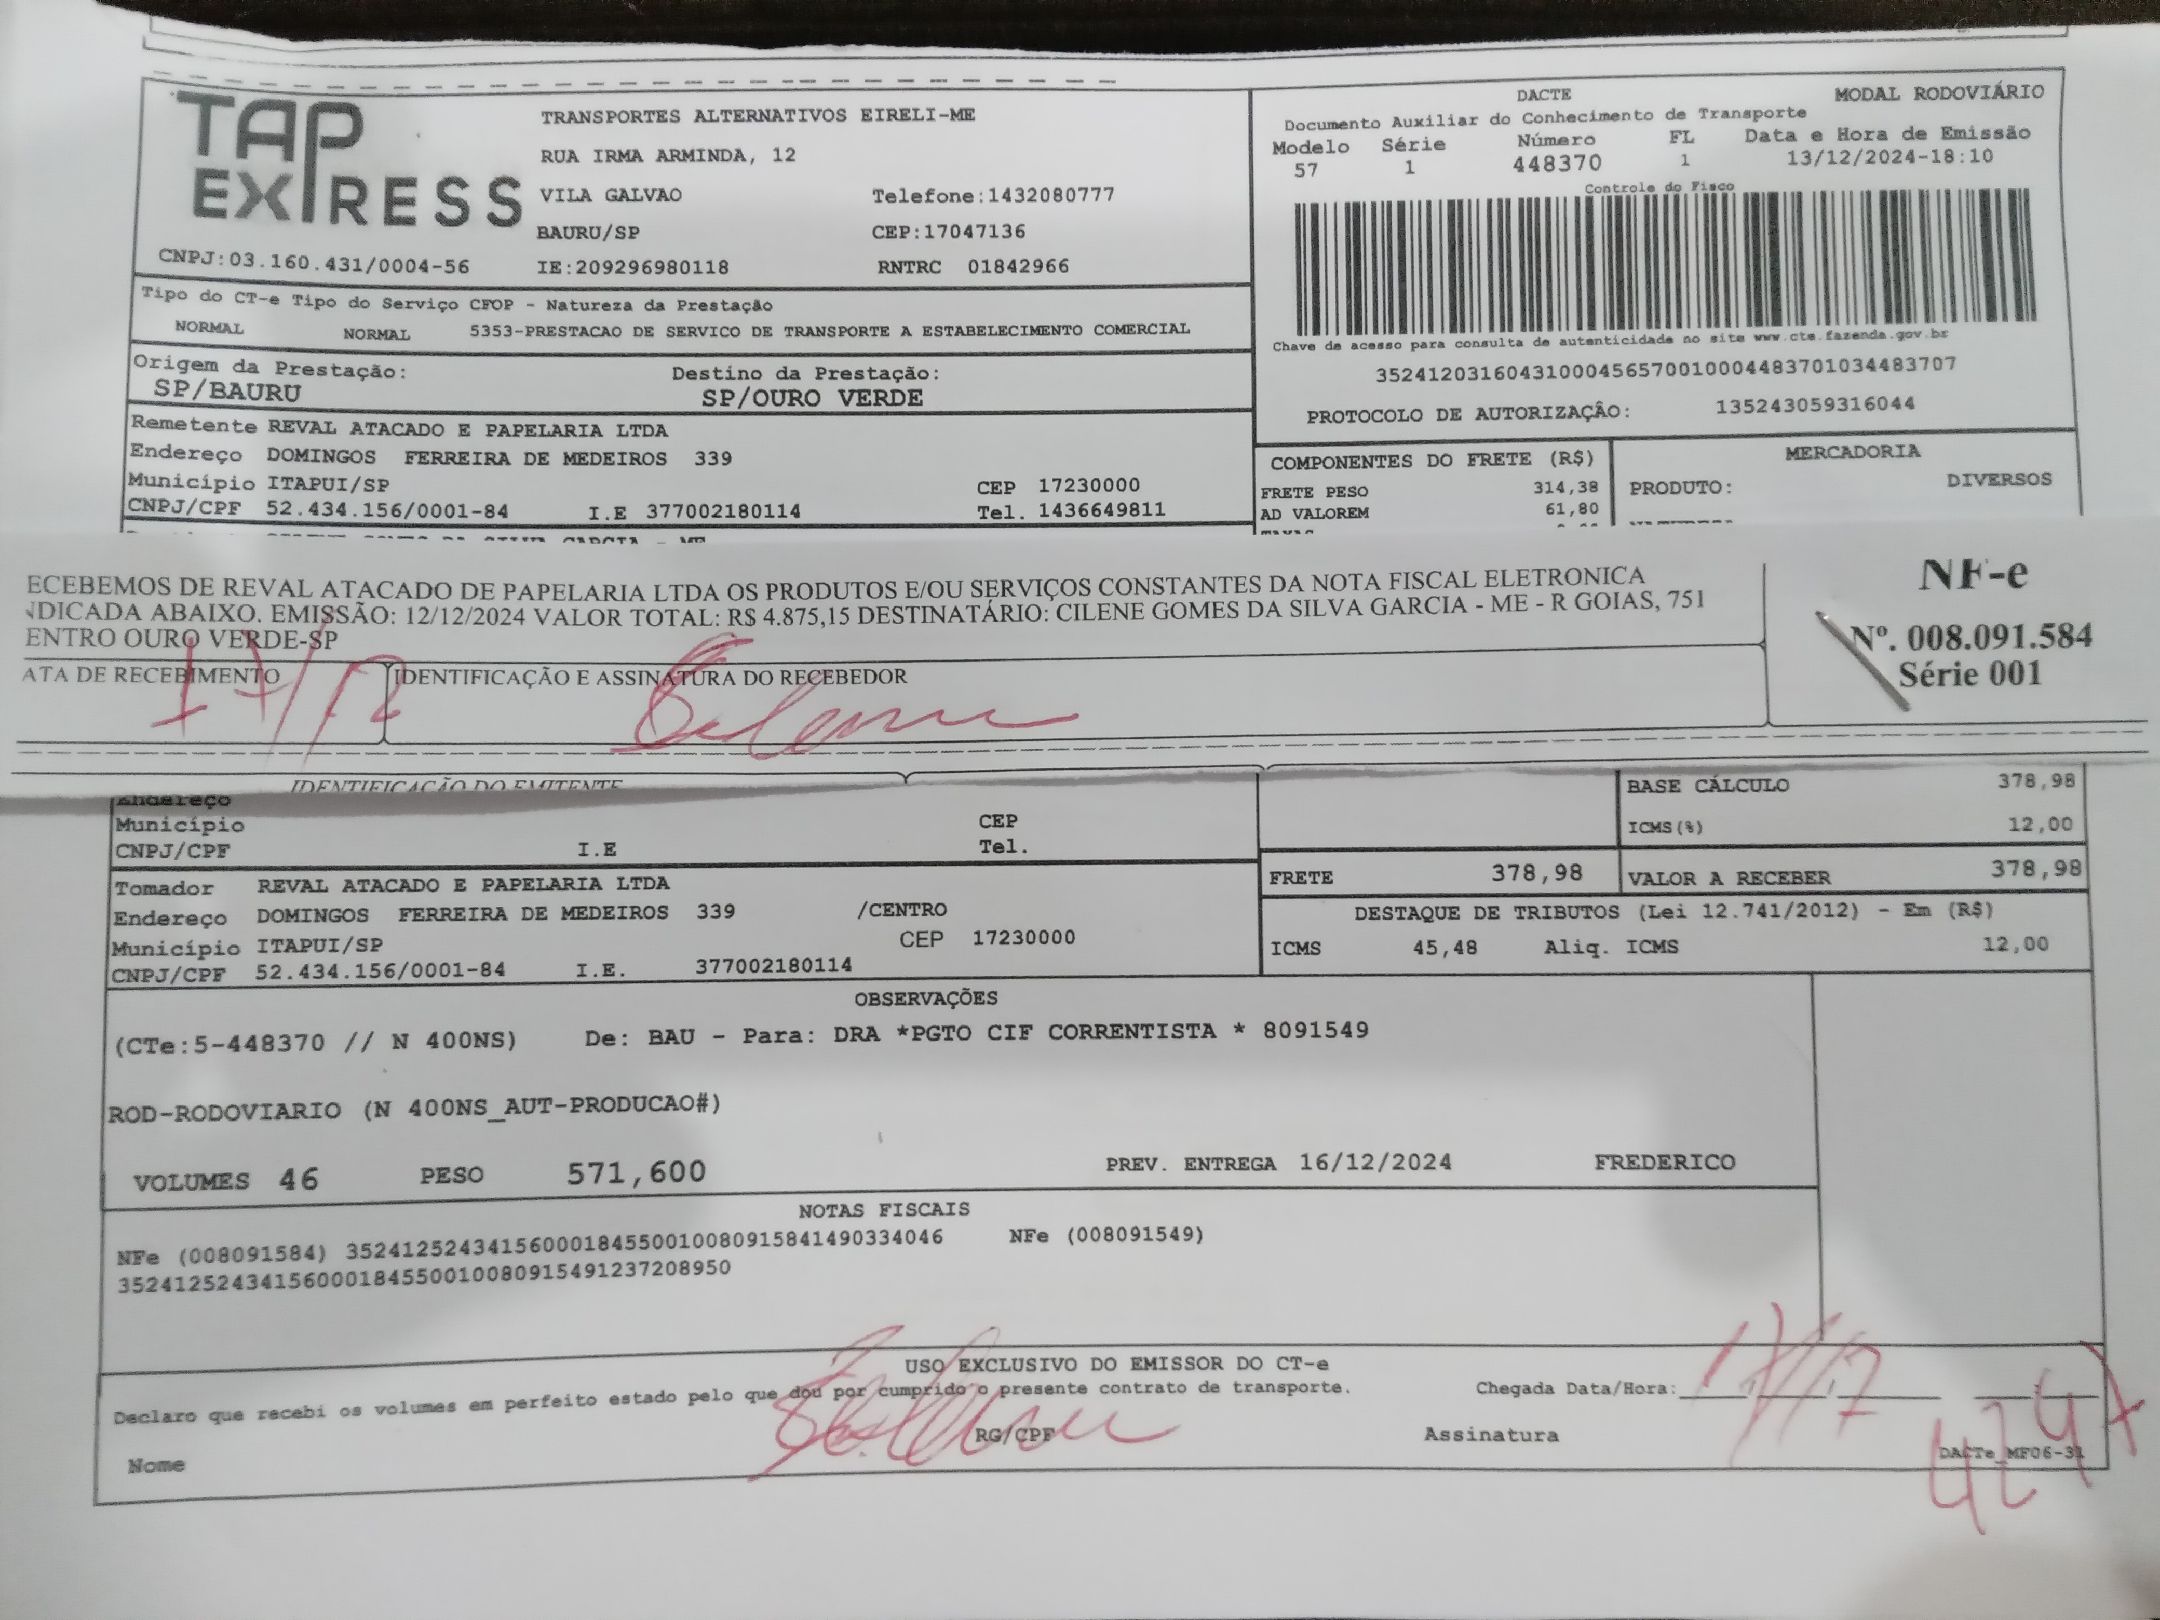 TAP
EXPRESS
TRANSPORTES ALTERNATIVOS EIRELI-ME
RUA IRMA ARMINDA, 12
VILA GALVAO Telefone:1432080777
BAURU/SP CEP:17047136
CNPJ:03.160.431/0004-56 IE:209296980118 RNTRC 01842966
DACTE MODAL RODOVIÁRIO
Documento Auxiliar do Conhecimento de Transporte
Modelo Série Número FL Data e Hora de Emissão
57 1 448370 1 13/12/2024-18:10
Controle do Fisco
Chave de acesso para consulta de autenticidade no site www.cte.fazenda.gov.br
35241203160431000456570010004483701034483707
PROTOCOLO DE AUTORIZAÇÃO: 135243059316044
Tipo do CT-e Tipo do Serviço CFOP - Natureza da Prestação
NORMAL NORMAL 5353-PRESTACAO DE SERVICO DE TRANSPORTE A ESTABELECIMENTO COMERCIAL
Origem da Prestação: Destino da Prestação:
SP/BAURU SP/OURO VERDE
Remetente REVAL ATACADO E PAPELARIA LTDA
Endereço DOMINGOS FERREIRA DE MEDEIROS 339
Município ITAPUI/SP CEP 17230000
CNPJ/CPF 52.434.156/0001-84 I.E 377002180114 Tel. 1436649811
COMPONENTES DO FRETE (R$) MERCADORIA
FRETE PESO 314,38 PRODUTO: DIVERSOS
AD VALOREM 61,80
ECEBEMOS DE REVAL ATACADO DE PAPELARIA LTDA OS PRODUTOS E/OU SERVIÇOS CONSTANTES DA NOTA FISCAL ELETRONICA
NDICADA ABAIXO. EMISSÃO: 12/12/2024 VALOR TOTAL: R$ 4.875,15 DESTINATÁRIO: CILENE GOMES DA SILVA GARCIA - ME - R GOIAS, 751
ENTRO OURO VERDE-SP
NF-e
Nº. 008.091.584
Série 001
ATA DE RECEBIMENTO IDENTIFICAÇÃO E ASSINATURA DO RECEBEDOR
17/12
IDENTIFICAÇÃO DO EMITENTE
Endereço
Município CEP
CNPJ/CPF I.E Tel.
BASE CÁLCULO 378,98
ICMS(%) 12,00
FRETE 378,98 VALOR A RECEBER 378,98
Tomador REVAL ATACADO E PAPELARIA LTDA
Endereço DOMINGOS FERREIRA DE MEDEIROS 339 /CENTRO
Município ITAPUI/SP CEP 17230000
CNPJ/CPF 52.434.156/0001-84 I.E. 377002180114
DESTAQUE DE TRIBUTOS (Lei 12.741/2012) - Em (R$)
ICMS 45,48 Aliq. ICMS 12,00
OBSERVAÇÕES
(CTe:5-448370 // N 400NS) De: BAU - Para: DRA *PGTO CIF CORRENTISTA * 8091549
ROD-RODOVIARIO (N 400NS_AUT-PRODUCAO#)
VOLUMES 46 PESO 571,600 PREV. ENTREGA 16/12/2024 FREDERICO
NOTAS FISCAIS
NFe (008091584) 35241252434156000184550010080915841490334046 NFe (008091549)
35241252434156000184550010080915491237208950
USO EXCLUSIVO DO EMISSOR DO CT-e
Declaro que recebi os volumes em perfeito estado pelo que dou por cumprido o presente contrato de transporte. Chegada Data/Hora:
Nome RG/CPF Assinatura
DACTe_MF06-31